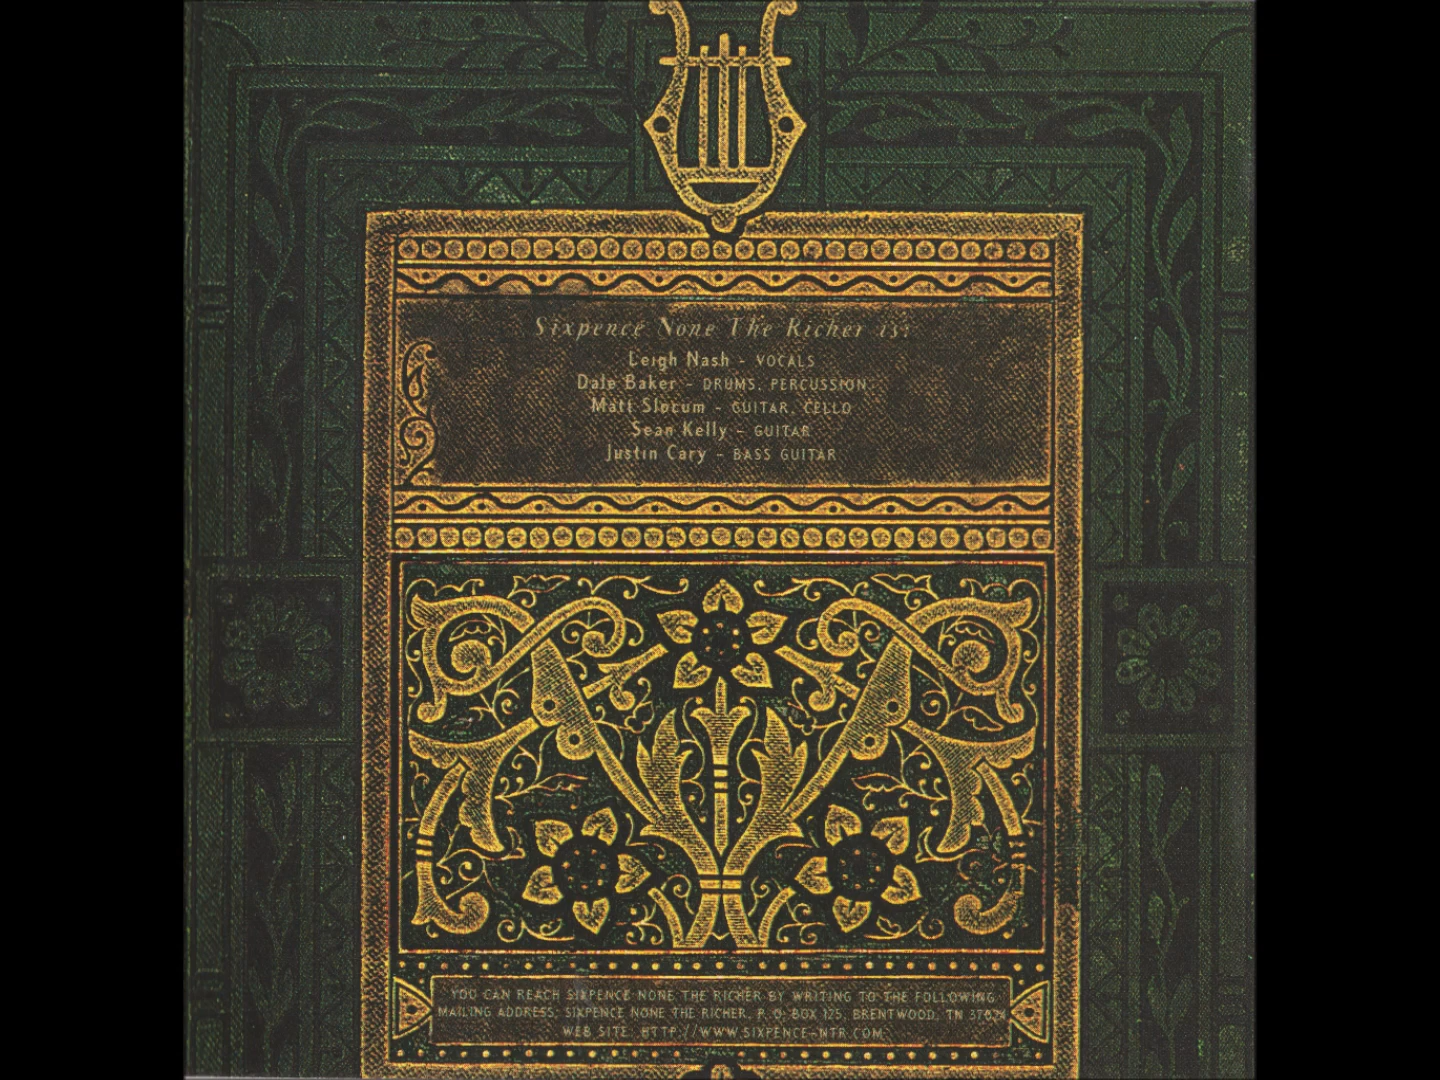 Sixpence None The Richer is:
Leigh Nash - VOCALS
Dale Baker - DRUMS, PERCUSSION
Matt Slocum - GUITAR, CELLO
Sean Kelly - GUITAR
Justin Cary - BASS GUITAR
YOU CAN REACH SIXPENCE NONE THE RICHER BY WRITING TO THE FOLLOWING
MAILING ADDRESS: SIXPENCE NONE THE RICHER, P.O. BOX 125, BRENTWOOD, TN
WEB SITE: HTTP://WWW.SIXPENCE-NTR.COM